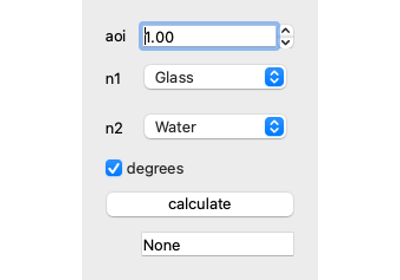 aoi 1.00
n1 Glass
n2 Water
degrees
calculate
None